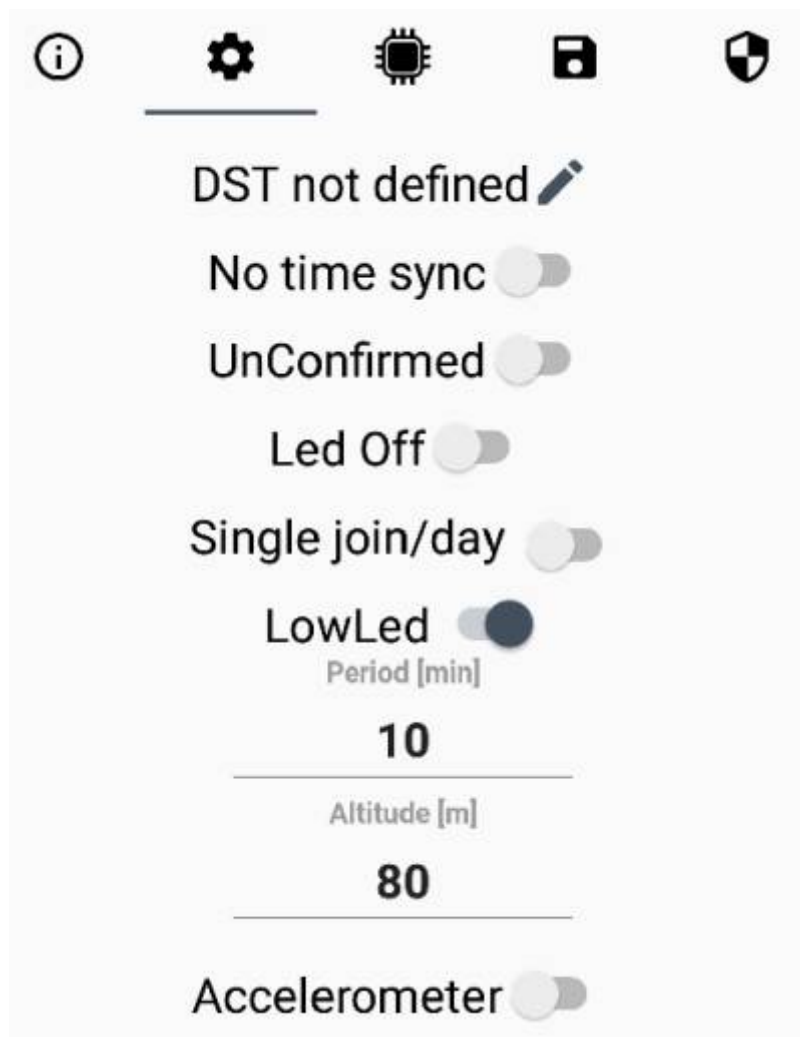 DST not defined
No time sync
UnConfirmed
Led Off
Single join/day
LowLed
Period [min]
10
Altitude [m]
80
Accelerometer